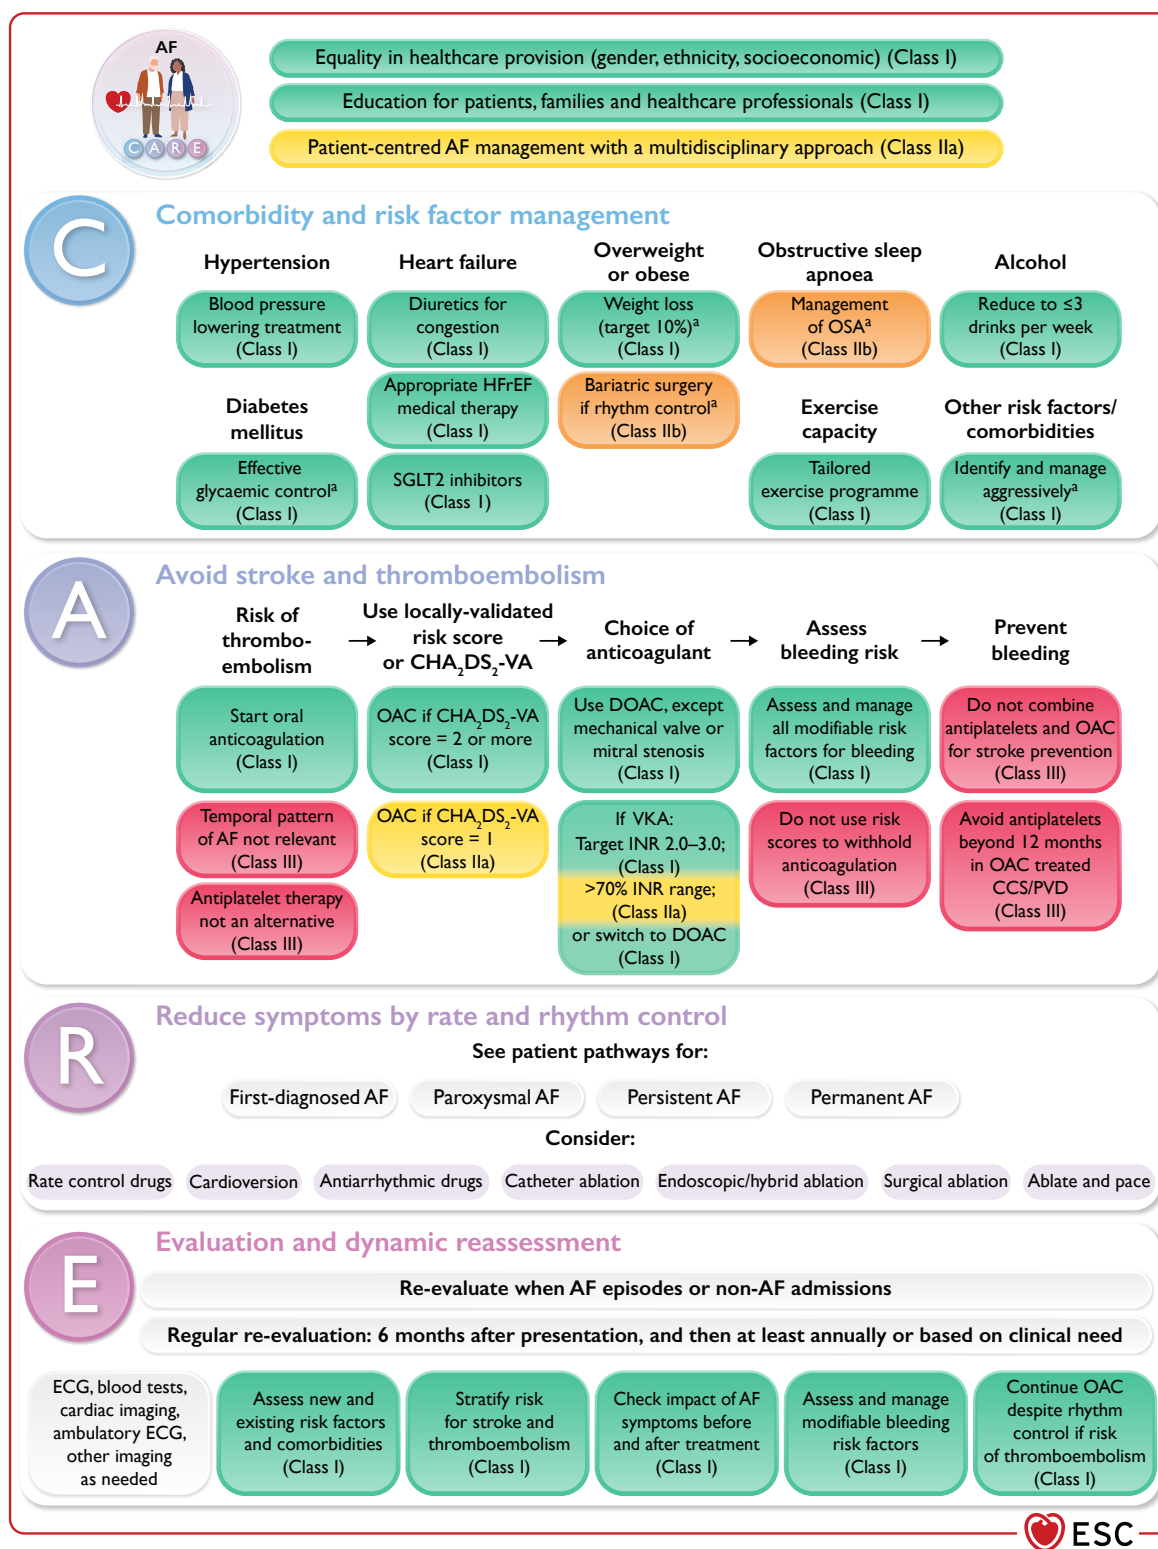 AF
CARE
Equality in healthcare provision (gender, ethnicity, socioeconomic) (Class I)
Education for patients, families and healthcare professionals (Class I)
Patient-centred AF management with a multidisciplinary approach (Class IIa)
C
Comorbidity and risk factor management
Hypertension
Blood pressure
lowering treatment
(Class I)
Diabetes
mellitus
Effective
glycaemic controlᵃ
(Class I)
Heart failure
Diuretics for
congestion
(Class I)
Appropriate HFrEF
medical therapy
(Class I)
SGLT2 inhibitors
(Class 1)
Overweight
or obese
Weight loss
(target 10%)ᵃ
(Class I)
Bariatric surgery
if rhythm controlᵃ
(Class IIb)
Obstructive sleep
apnoea
Management
of OSAᵃ
(Class IIb)
Exercise
capacity
Tailored
exercise programme
(Class I)
Alcohol
Reduce to ≤3
drinks per week
(Class I)
Other risk factors/
comorbidities
Identify and manage
aggressivelyᵃ
(Class I)
A
Avoid stroke and thromboembolism
Risk of
thrombo-
embolism
Start oral
anticoagulation
(Class I)
Temporal pattern
of AF not relevant
(Class III)
Antiplatelet therapy
not an alternative
(Class III)
Use locally-validated
risk score
or CHA₂DS₂-VA
OAC if CHA₂DS₂-VA
score = 2 or more
(Class I)
OAC if CHA₂DS₂-VA
score = 1
(Class IIa)
Choice of
anticoagulant
Use DOAC, except
mechanical valve or
mitral stenosis
(Class I)
If VKA:
Target INR 2.0–3.0;
(Class I)
>70% INR range;
(Class IIa)
or switch to DOAC
(Class I)
Assess
bleeding risk
Assess and manage
all modifiable risk
factors for bleeding
(Class I)
Do not use risk
scores to withhold
anticoagulation
(Class III)
Prevent
bleeding
Do not combine
antiplatelets and OAC
for stroke prevention
(Class III)
Avoid antiplatelets
beyond 12 months
in OAC treated
CCS/PVD
(Class III)
R
Reduce symptoms by rate and rhythm control
See patient pathways for:
First-diagnosed AF
Paroxysmal AF
Persistent AF
Permanent AF
Consider:
Rate control drugs
Cardioversion
Antiarrhythmic drugs
Catheter ablation
Endoscopic/hybrid ablation
Surgical ablation
Ablate and pace
E
Evaluation and dynamic reassessment
Re-evaluate when AF episodes or non-AF admissions
Regular re-evaluation: 6 months after presentation, and then at least annually or based on clinical need
ECG, blood tests,
cardiac imaging,
ambulatory ECG,
other imaging
as needed
Assess new and
existing risk factors
and comorbidities
(Class I)
Stratify risk
for stroke and
thromboembolism
(Class I)
Check impact of AF
symptoms before
and after treatment
(Class I)
Assess and manage
modifiable bleeding
risk factors
(Class I)
Continue OAC
despite rhythm
control if risk
of thromboembolism
(Class I)
ESC